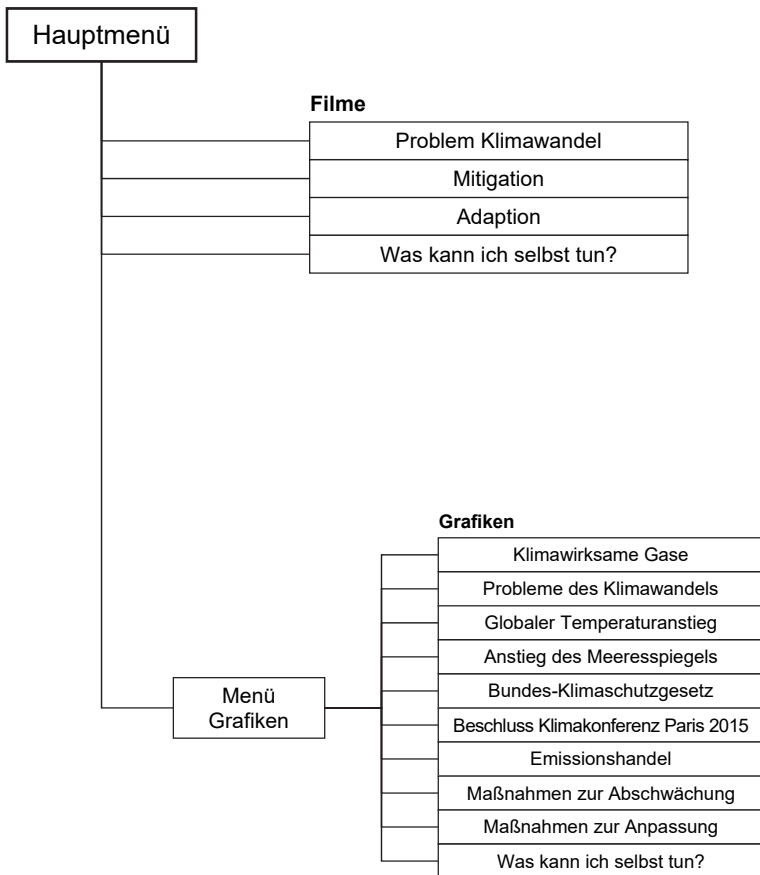 Hauptmenü
Filme
Problem Klimawandel
Mitigation
Adaption
Was kann ich selbst tun?
Grafiken
Klimawirksame Gase
Probleme des Klimawandels
Globaler Temperaturanstieg
Anstieg des Meeresspiegels
Menü
Grafiken
Bundes-Klimaschutzgesetz
Beschluss Klimakonferenz Paris 2015
Emissionshandel
Maßnahmen zur Abschwächung
Maßnahmen zur Anpassung
Was kann ich selbst tun?